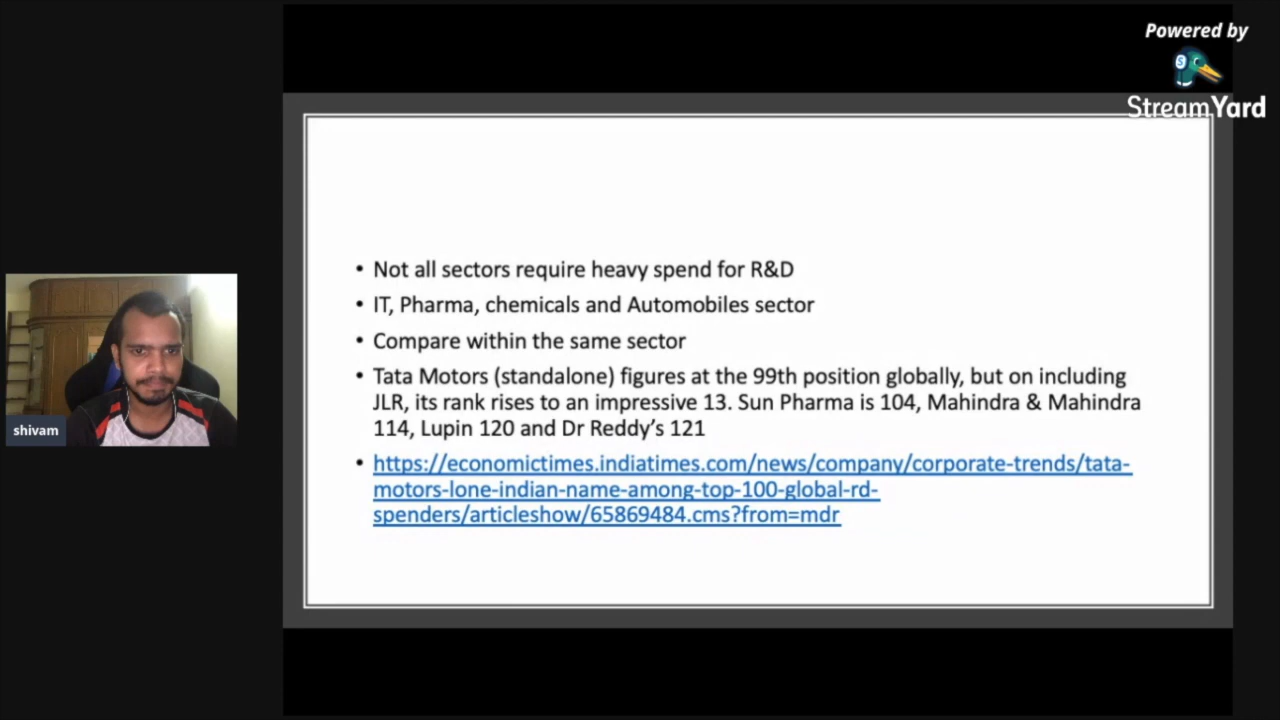 Powered by
StreamYard
• Not all sectors require heavy spend for R&D
• IT, Pharma, chemicals and Automobiles sector
• Compare within the same sector
• Tata Motors (standalone) figures at the 99th position globally, but on including
JLR, its rank rises to an impressive 13. Sun Pharma is 104, Mahindra & Mahindra
114, Lupin 120 and Dr Reddy’s 121
• https://economictimes.indiatimes.com/news/company/corporate-trends/tata-
motors-lone-indian-name-among-top-100-global-rd-
spenders/articleshow/65869484.cms?from=mdr
shivam